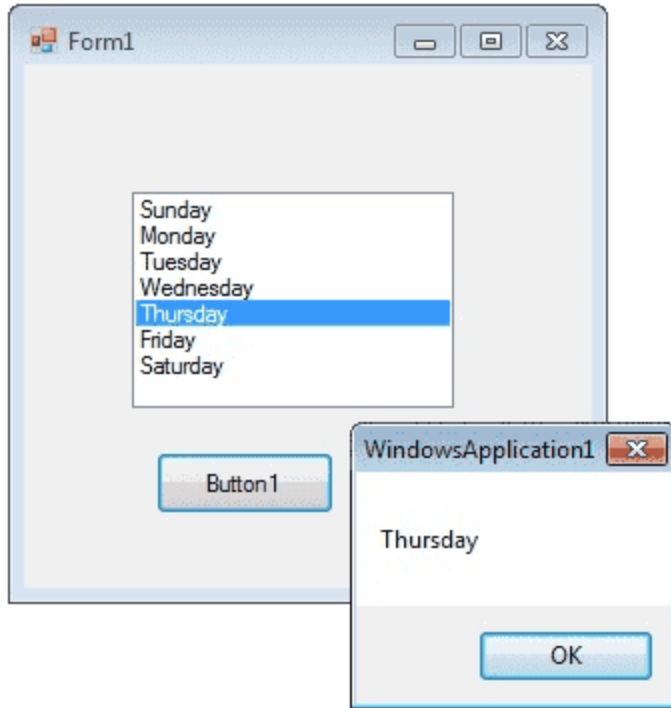 Form1
Sunday
Monday
Tuesday
Wednesday
Thursday
Friday
Saturday
Button1
WindowsApplication1
Thursday
OK